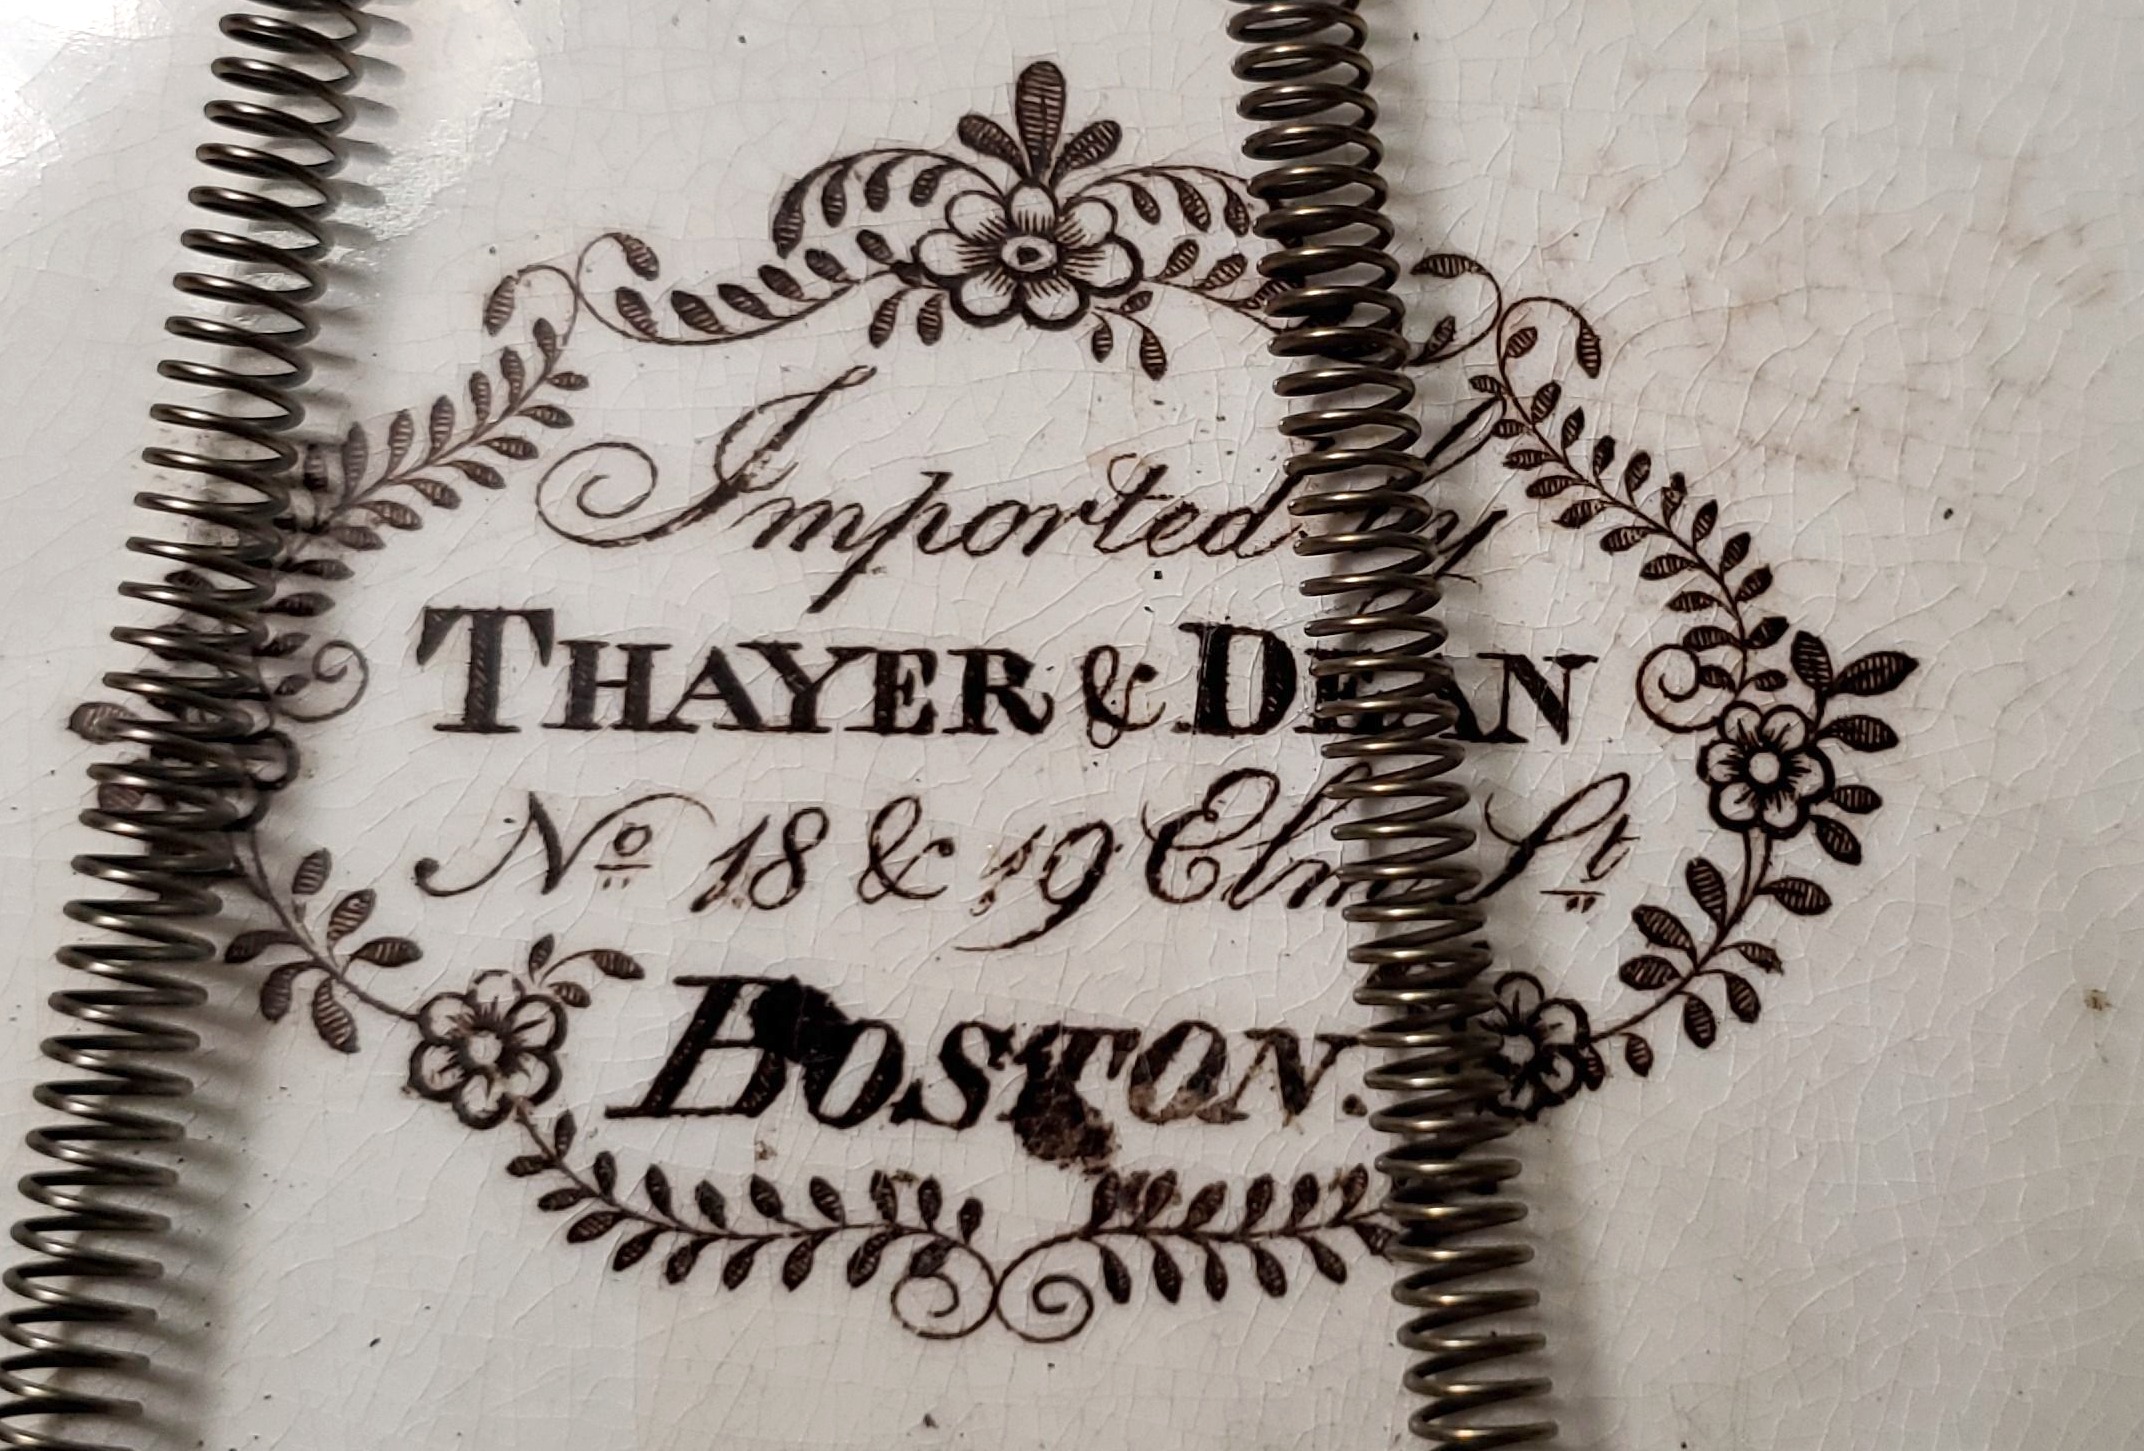 Imported by
THAYER & DEAN
No 18 & 19 Elm St
BOSTON.